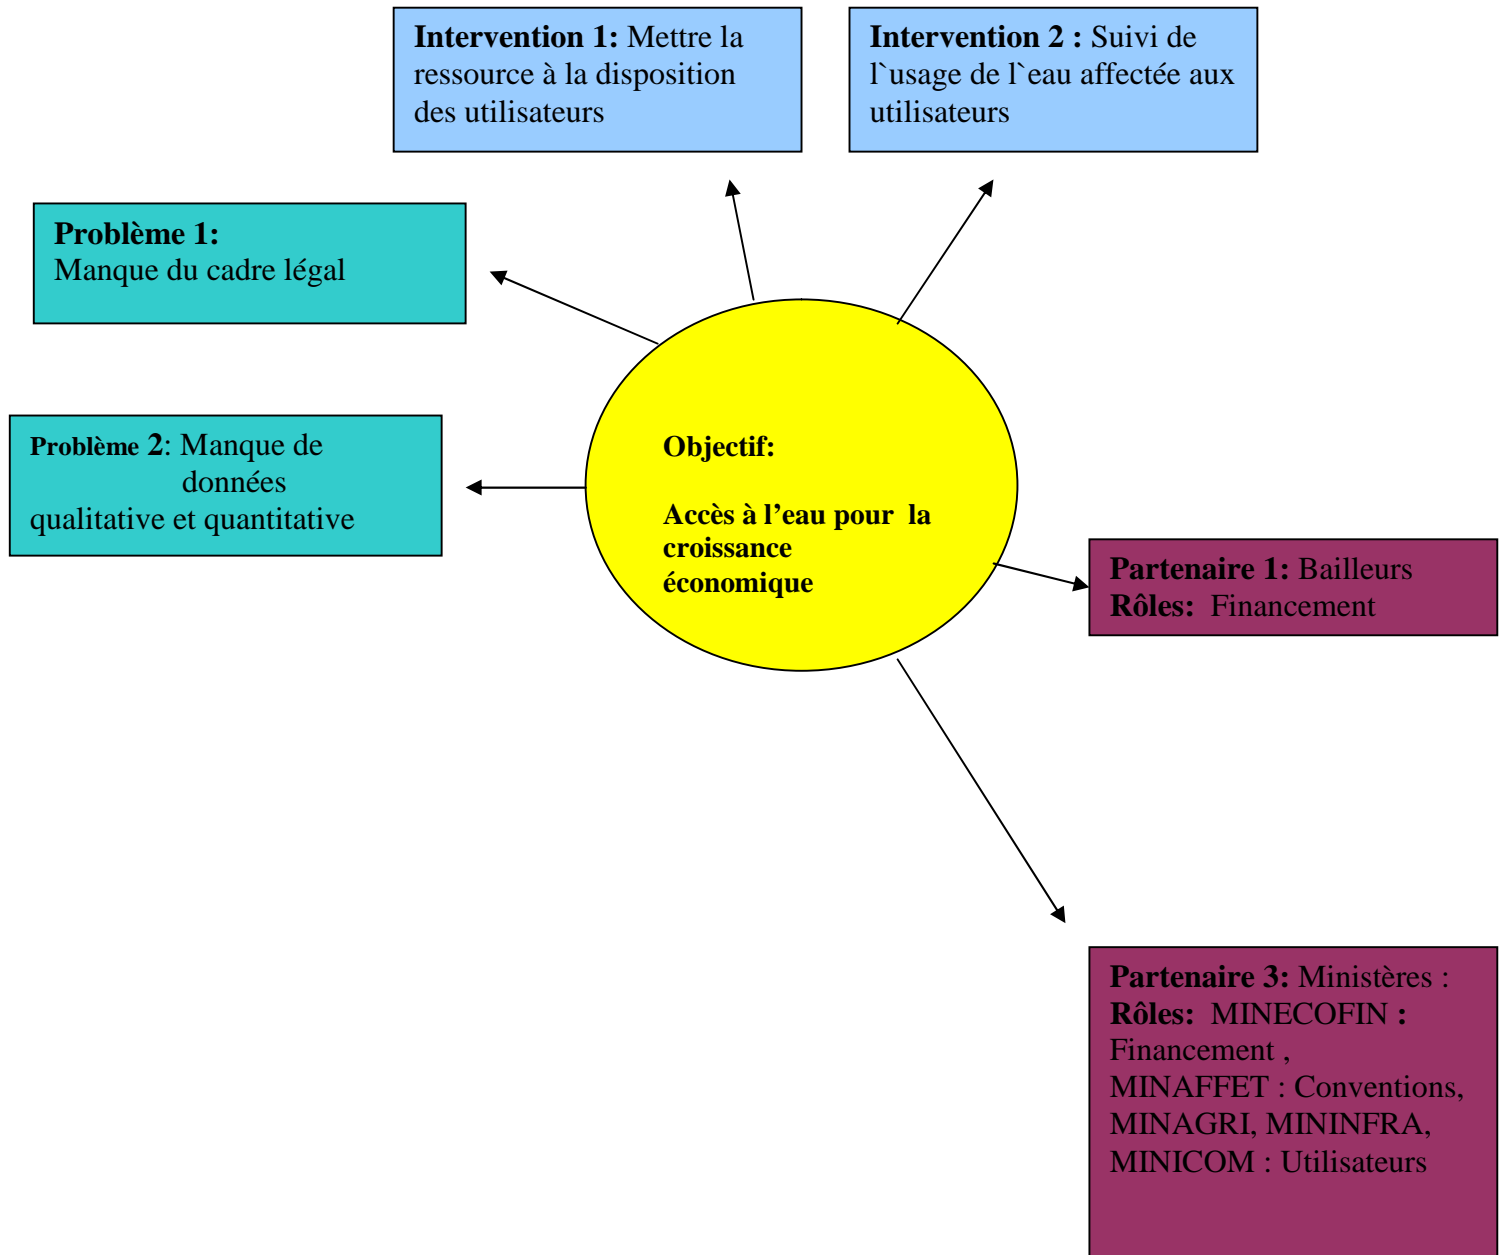 Intervention 1: Mettre la
ressource à la disposition
des utilisateurs
Intervention 2 : Suivi de
l`usage de l`eau affectée aux
utilisateurs
Problème 1:
Manque du cadre légal
Problème 2: Manque de
données
qualitative et quantitative
Objectif:
Accès à l’eau pour la
croissance
économique
Partenaire 1: Bailleurs
Rôles: Financement
Partenaire 3: Ministères :
Rôles: MINECOFIN :
Financement ,
MINAFFET : Conventions,
MINAGRI, MININFRA,
MINICOM : Utilisateurs